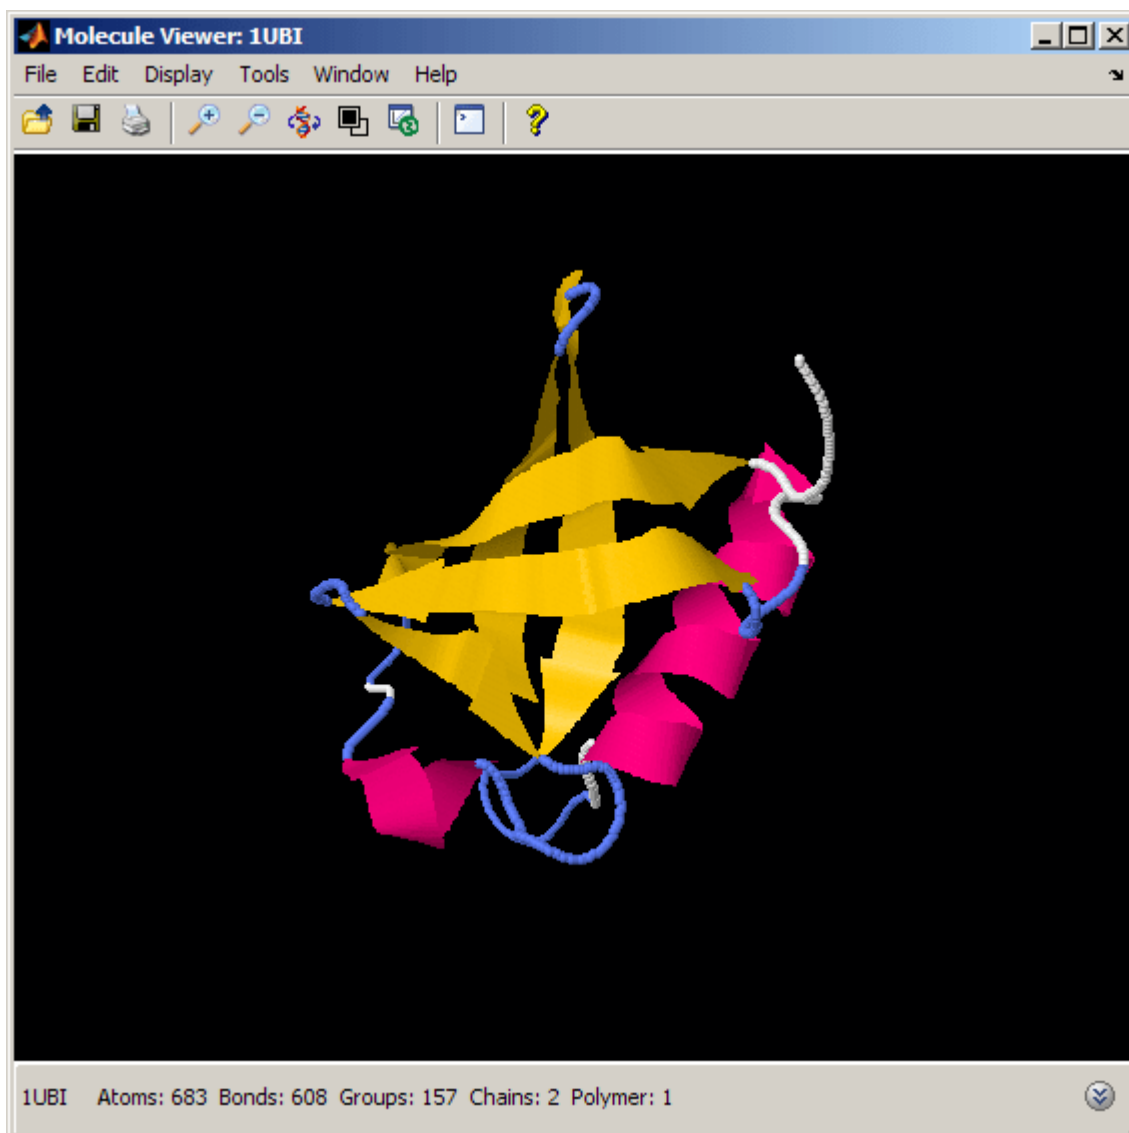 Molecule Viewer: 1UBI
File Edit Display Tools Window Help
1UBI Atoms: 683 Bonds: 608 Groups: 157 Chains: 2 Polymer: 1